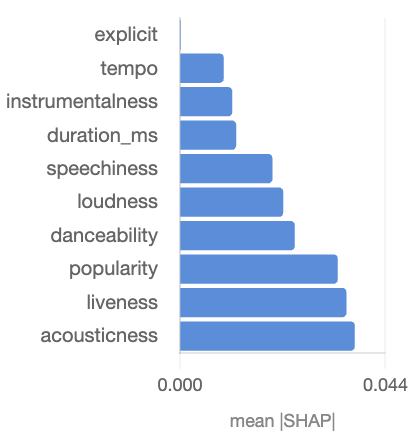 explicit
tempo
instrumentalness
duration_ms
speechiness
loudness
danceability
popularity
liveness
acousticness
0.000 0.044
mean |SHAP|